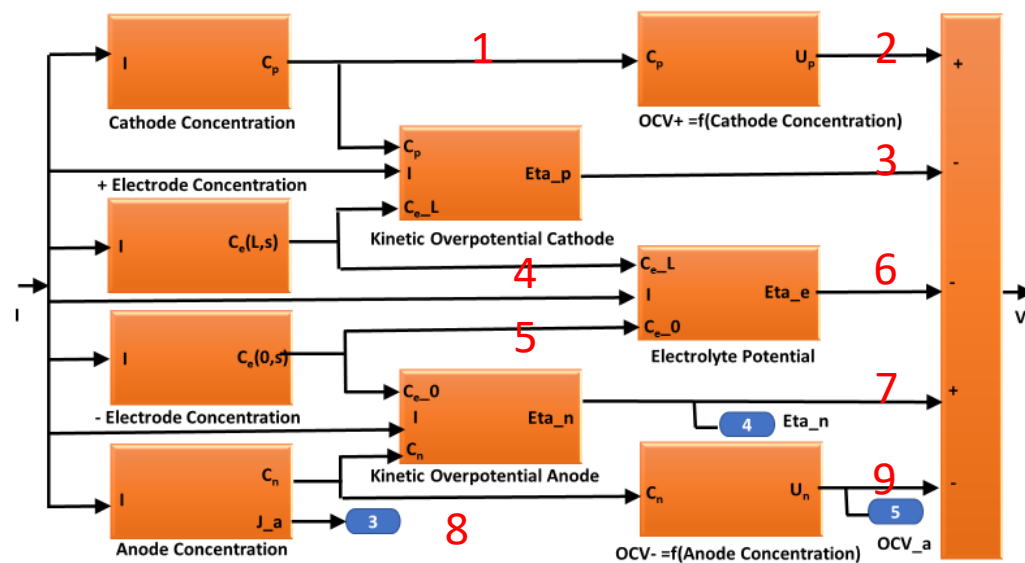 1
2
I
Cₚ
Cₚ
Uₚ
+
Cathode Concentration
OCV+ =f(Cathode Concentration)
Cₚ
I
Eta_p
3
-
Cₑ_L
+ Electrode Concentration
Kinetic Overpotential Cathode
I
Cₑ(L,s)
4
Cₑ_L
I
Cₑ_0
Eta_e
6
-
I
V
Electrolyte Potential
I
Cₑ(0,s)
5
- Electrode Concentration
Cₑ_0
I
Cₙ
Eta_n
7
+
4
Eta_n
Kinetic Overpotential Anode
I
Cₙ
J_a
3
8
Cₙ
Uₙ
9
-
5
OCV_a
Anode Concentration
OCV- =f(Anode Concentration)